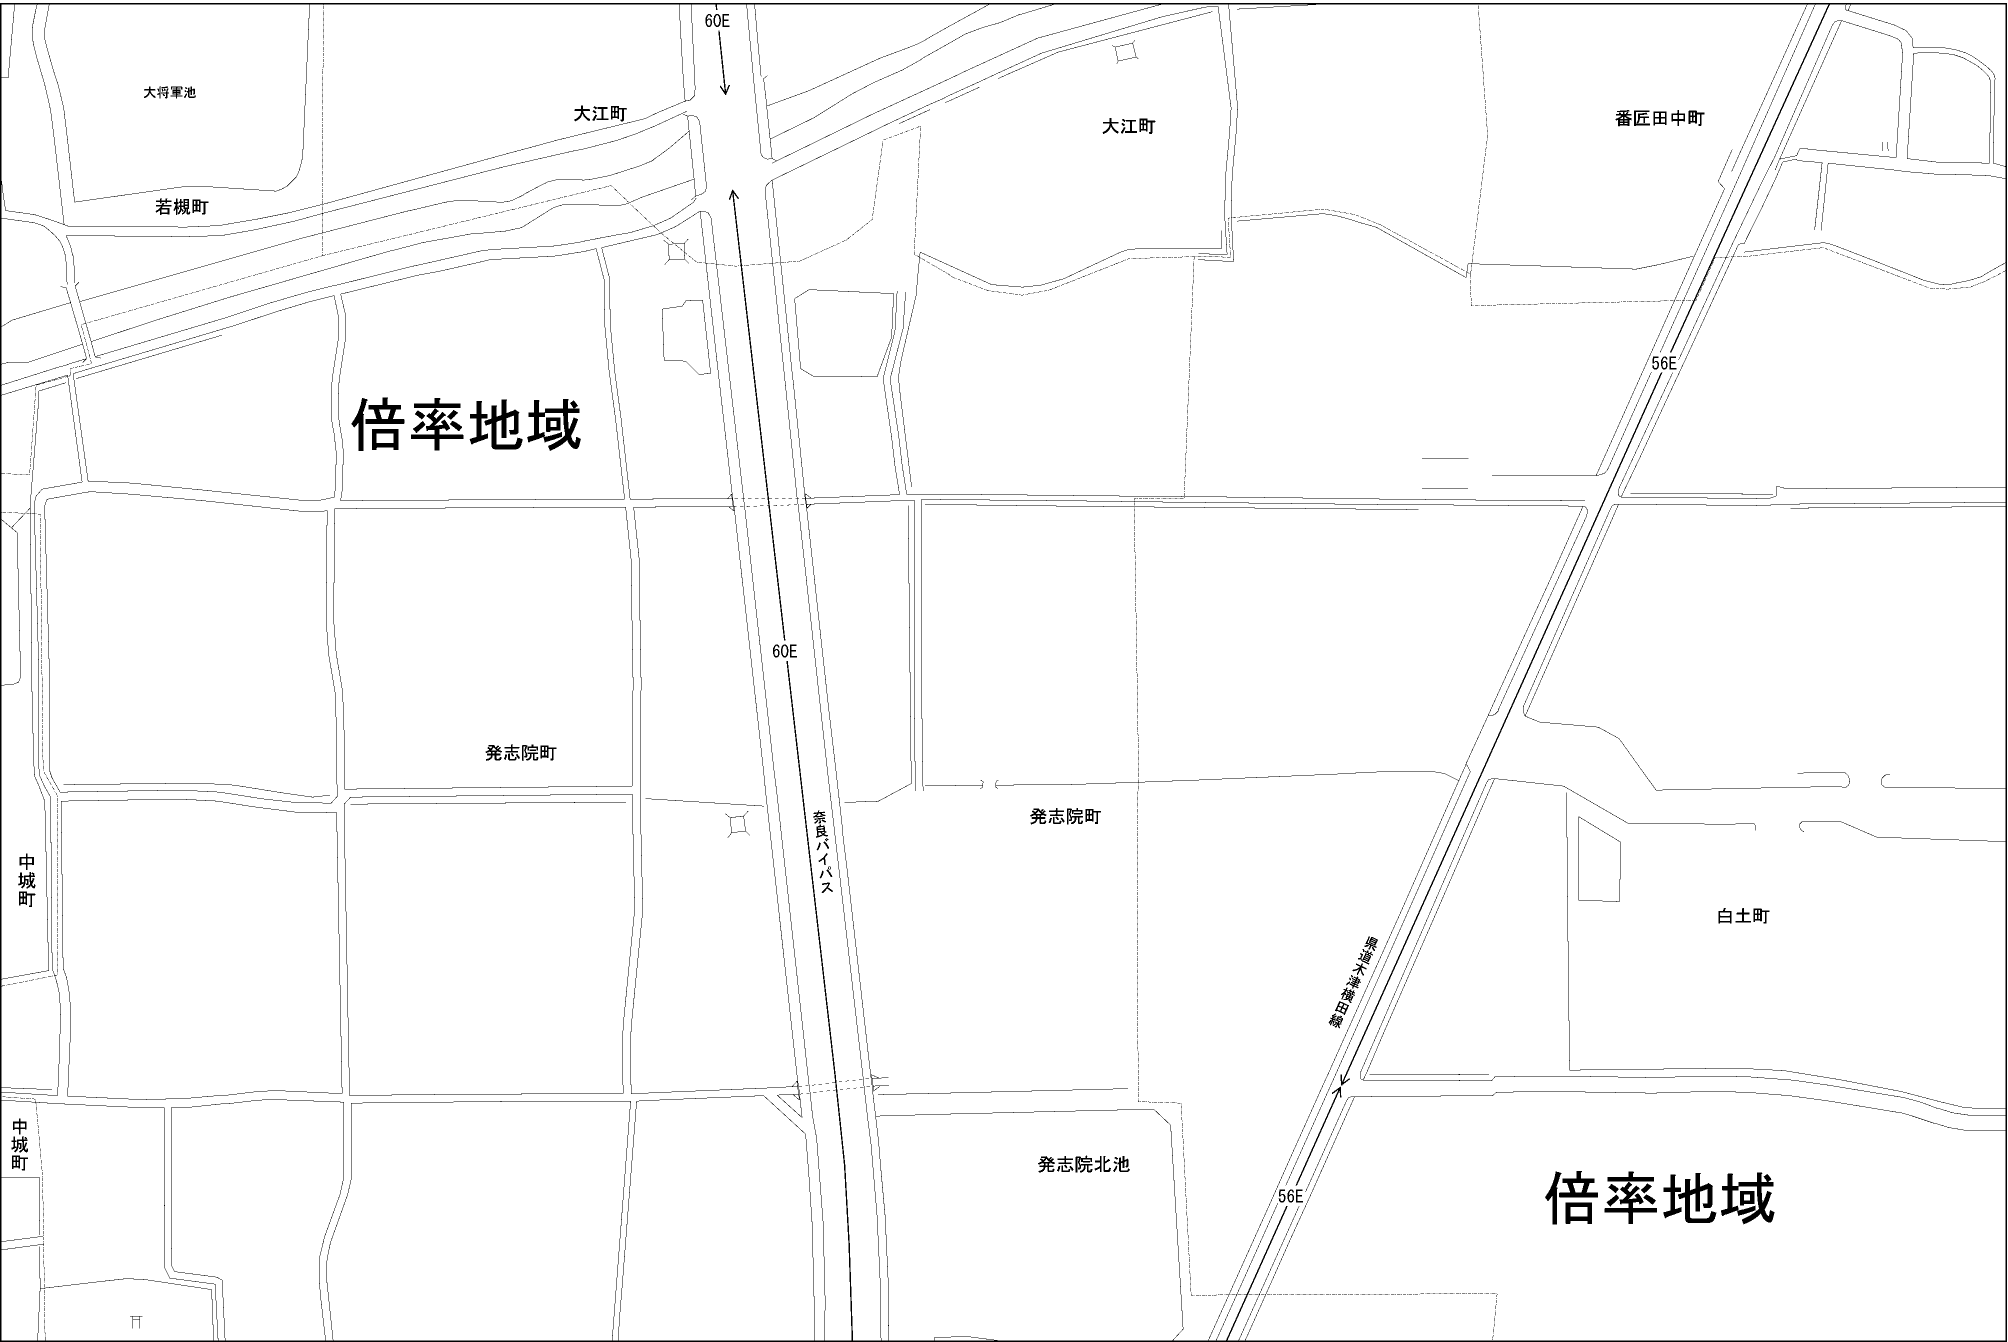 60E
大将軍池
大江町
大江町
番匠田中町
若槻町
56E
倍率地域
60E
発志院町
発志院町
奈良バイパス
中城町
白土町
県道木津横田線
中城町
発志院北池
56E
倍率地域